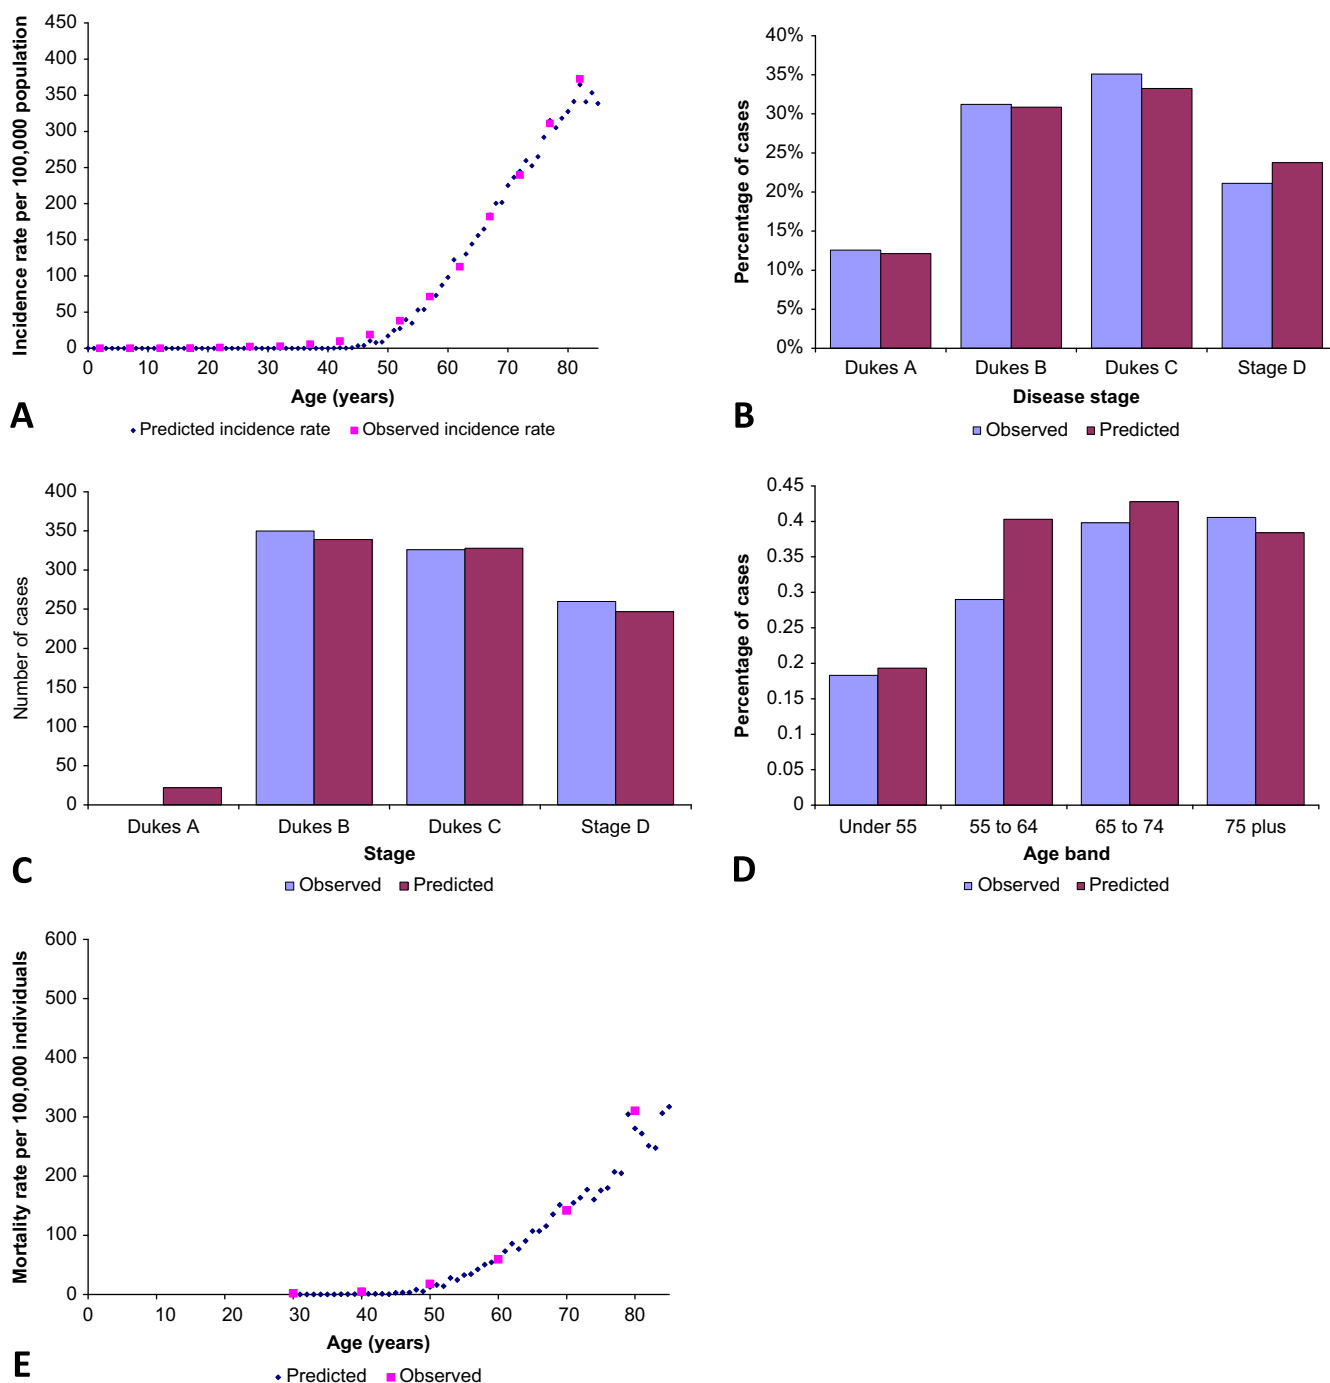 Incidence rate per 100,000 population
450
400
350
300
250
200
150
100
50
0
0 10 20 30 40 50 60 70 80
Age (years)
A
Predicted incidence rate Observed incidence rate
Percentage of cases
40%
35%
30%
25%
20%
15%
10%
5%
0%
Dukes A Dukes B Dukes C Stage D
Disease stage
B
Observed Predicted
Number of cases
400
350
300
250
200
150
100
50
0
Dukes A Dukes B Dukes C Stage D
Stage
C
Observed Predicted
Percentage of cases
0.45
0.4
0.35
0.3
0.25
0.2
0.15
0.1
0.05
0
Under 55 55 to 64 65 to 74 75 plus
Age band
D
Observed Predicted
Mortality rate per 100,000 individuals
600
500
400
300
200
100
0
0 10 20 30 40 50 60 70 80
Age (years)
E
Predicted Observed